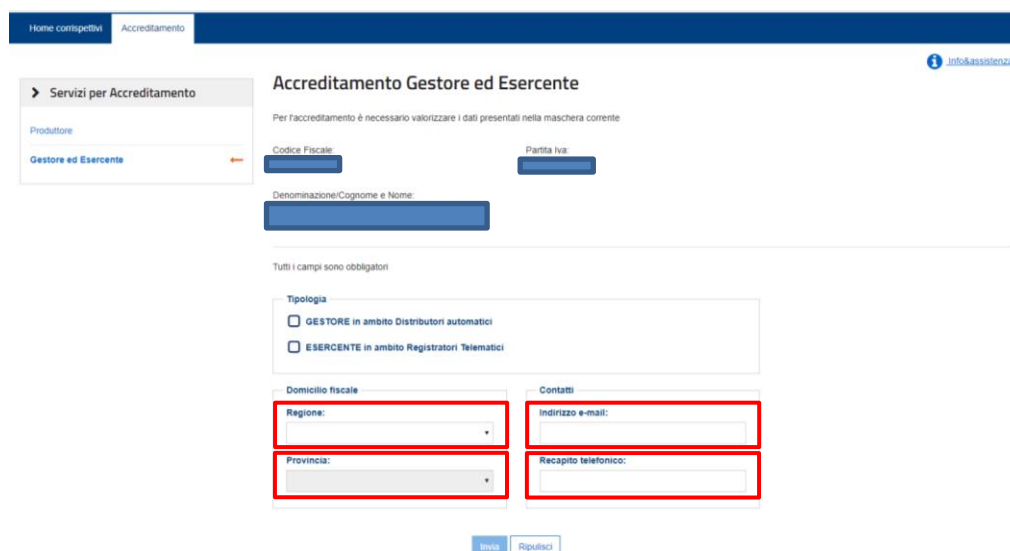 Home corrispettivi
Accreditamento
Info&assistenza
Servizi per Accreditamento
Produttore
Gestore ed Esercente
Accreditamento Gestore ed Esercente
Per l'accreditamento è necessario valorizzare i dati presentati nella maschera corrente
Codice Fiscale:
Partita Iva:
Denominazione/Cognome e Nome:
Tutti i campi sono obbligatori
Tipologia
GESTORE in ambito Distributori automatici
ESERCENTE in ambito Registratori Telematici
Domicilio fiscale
Regione:
Provincia:
Contatti
Indirizzo e-mail:
Recapito telefonico:
Invia
Ripulisci